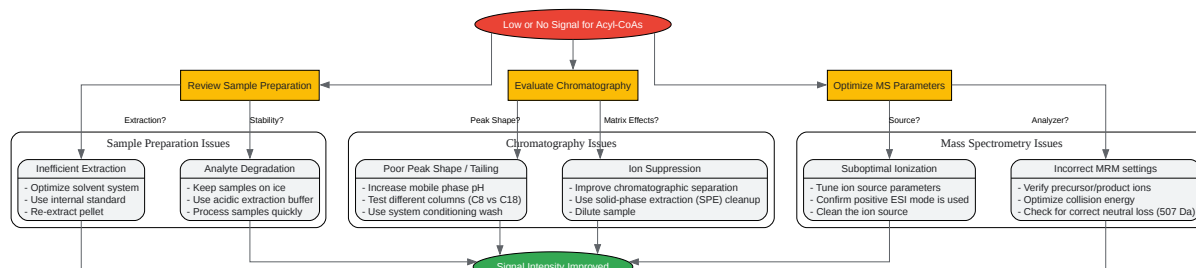 Low or No Signal for Acyl-CoAs
Review Sample Preparation
Evaluate Chromatography
Optimize MS Parameters
Extraction?
Stability?
Peak Shape?
Matrix Effects?
Source?
Analyzer?
Sample Preparation Issues
Chromatography Issues
Mass Spectrometry Issues
Inefficient Extraction
- Optimize solvent system
- Use internal standard
- Re-extract pellet
Analyte Degradation
- Keep samples on ice
- Use acidic extraction buffer
- Process samples quickly
Poor Peak Shape / Tailing
- Increase mobile phase pH
- Test different columns (C8 vs C18)
- Use system conditioning wash
Ion Suppression
- Improve chromatographic separation
- Use solid-phase extraction (SPE) cleanup
- Dilute sample
Suboptimal Ionization
- Tune ion source parameters
- Confirm positive ESI mode is used
- Clean the ion source
Incorrect MRM settings
- Verify precursor/product ions
- Optimize collision energy
- Check for correct neutral loss (507 Da)
Signal Intensity Improved